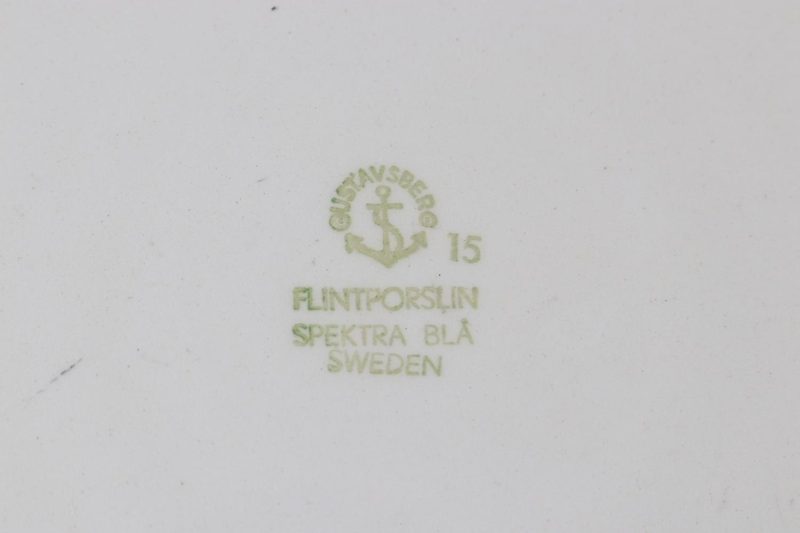 GUSTAVSBERG
15
FLINTPORSLIN
SPEKTRA BLÅ
SWEDEN